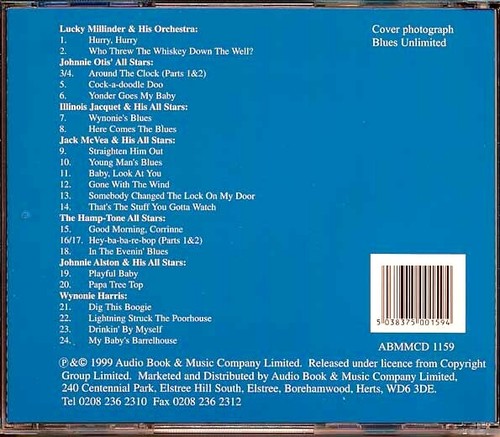 Lucky Millinder & His Orchestra:
1. Hurry, Hurry
2. Who Threw The Whiskey Down The Well?
Johnnie Otis' All Stars:
3/4. Around The Clock (Parts 1&2)
5. Cock-a-doodle Doo
6. Yonder Goes My Baby
Illinois Jacquet & His All Stars:
7. Wynonie's Blues
8. Here Comes The Blues
Jack McVea & His All Stars:
9. Straighten Him Out
10. Young Man's Blues
11. Baby, Look At You
12. Gone With The Wind
13. Somebody Changed The Lock On My Door
14. That's The Stuff You Gotta Watch
The Hamp-Tone All Stars:
15. Good Morning, Corrinne
16/17. Hey-ba-ba-re-bop (Parts 1&2)
18. In The Evenin' Blues
Johnnie Alston & His All Stars:
19. Playful Baby
20. Papa Tree Top
Wynonie Harris:
21. Dig This Boogie
22. Lightning Struck The Poorhouse
23. Drinkin' By Myself
24. My Baby's Barrelhouse
Cover photograph
Blues Unlimited
5 038375 001594
ABMMCD 1159
℗&© 1999 Audio Book & Music Company Limited. Released under licence from Copyright
Group Limited. Marketed and Distributed by Audio Book & Music Company Limited,
240 Centennial Park, Elstree Hill South, Elstree, Borehamwood, Herts, WD6 3DE.
Tel 0208 236 2310 Fax 0208 236 2312